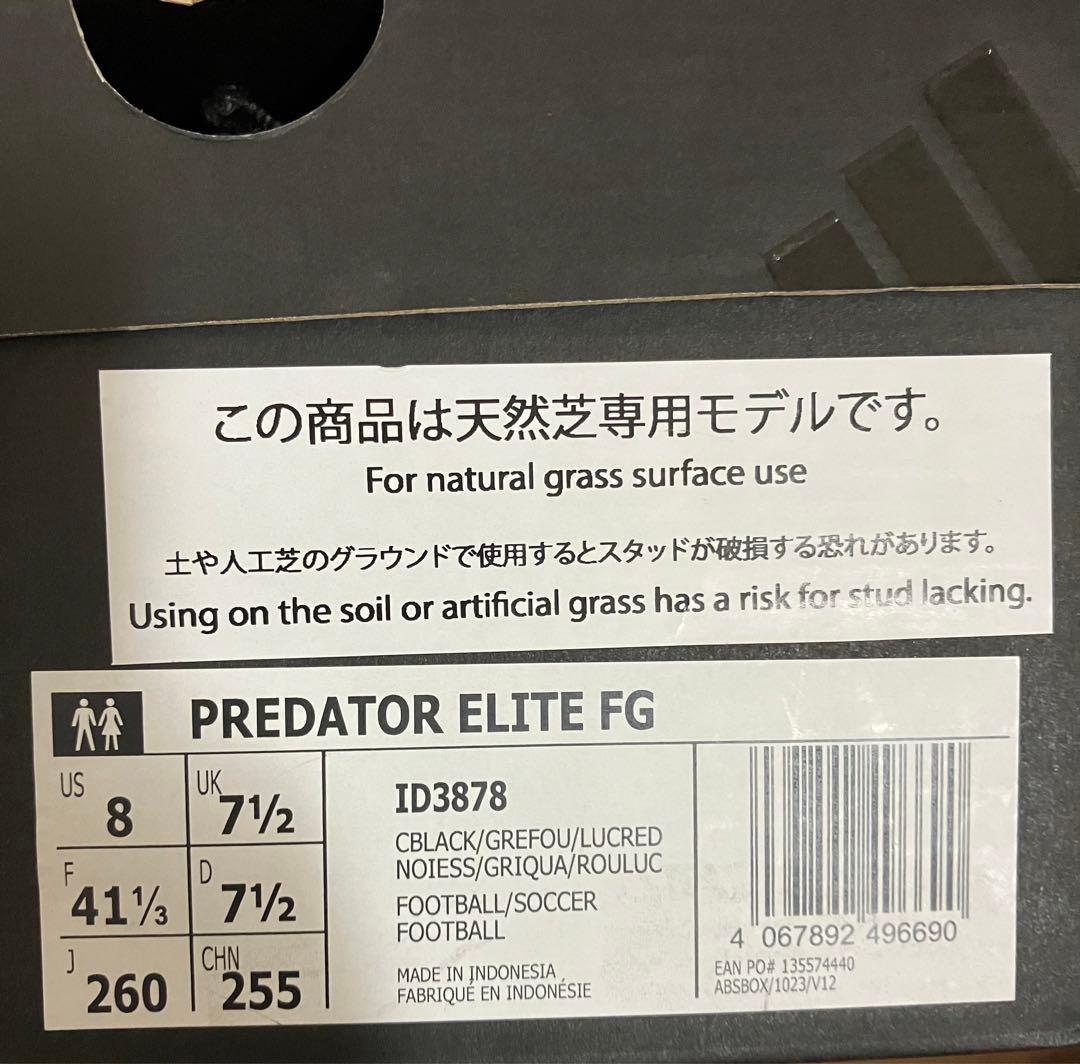 この商品は天然芝専用モデルです。
For natural grass surface use
土や人工芝のグラウンドで使用するとスタッドが破損する恐れがあります。
Using on the soil or artificial grass has a risk for stud lacking.
PREDATOR ELITE FG
US 8
UK 7½
F 41⅓
D 7½
J 260
CHN 255
ID3878
CBLACK/GREFOU/LUCRED
NOIESS/GRIQUA/ROULUC
FOOTBALL/SOCCER
FOOTBALL
MADE IN INDONESIA
FABRIQUÉ EN INDONÉSIE
4 067892 496690
EAN PO# 135574440
ABSBOX/1023/V12